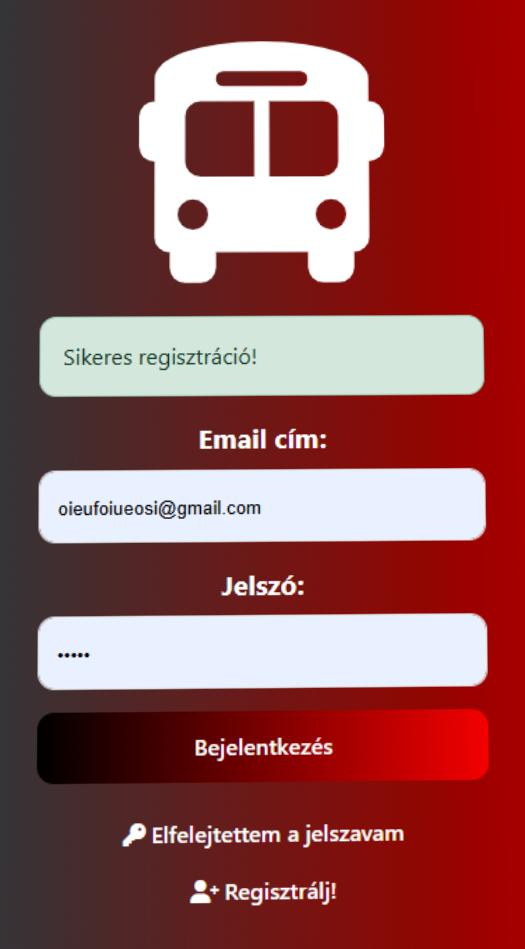 Sikeres regisztráció!
Email cím:
oieufoiueosi@gmail.com
Jelszó:
•••••
Bejelentkezés
Elfelejtettem a jelszavam
Regisztrálj!